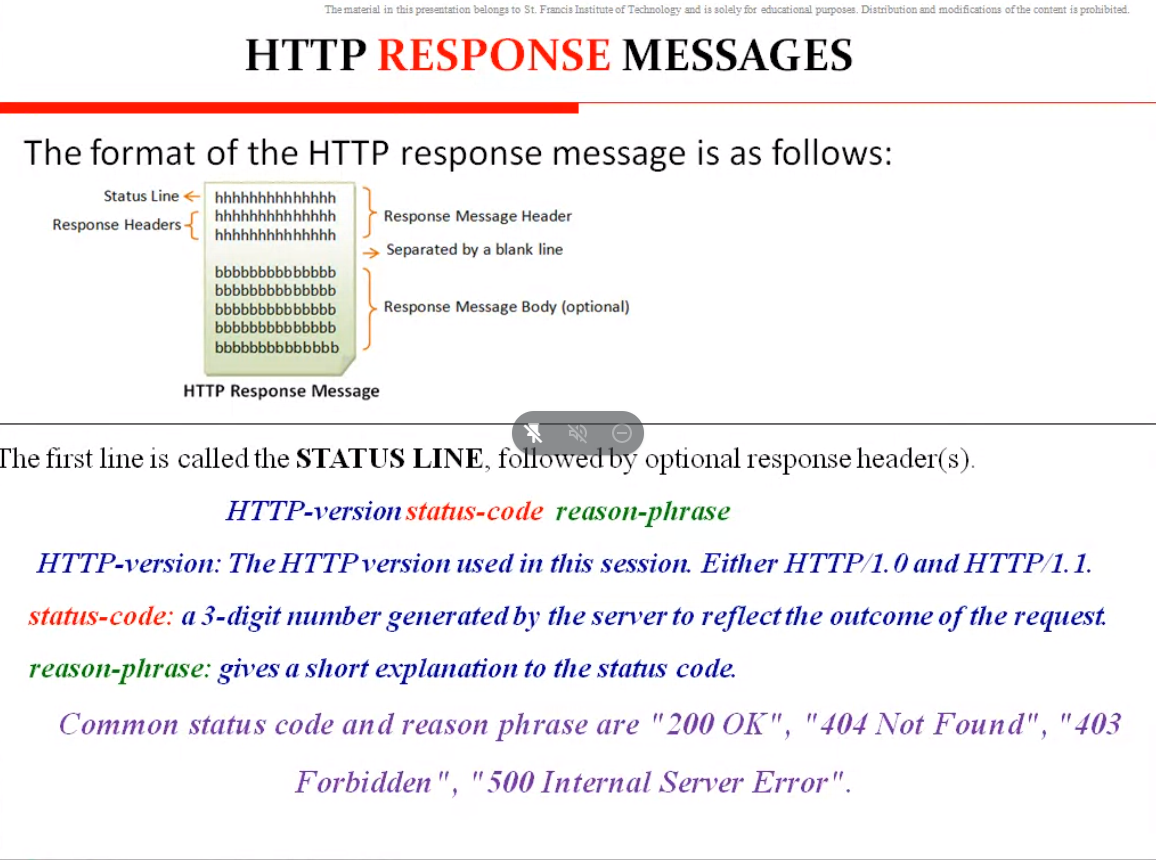 The material in this presentation belongs to St. Francis Institute of Technology and is solely for educational purposes. Distribution and modifications of the content is prohibited.
HTTP RESPONSE MESSAGES
The format of the HTTP response message is as follows:
Status Line
Response Headers
hhhhhhhhhhhhhh
hhhhhhhhhhhhhh
hhhhhhhhhhhhhh
bbbbbbbbbbbbbb
bbbbbbbbbbbbbb
bbbbbbbbbbbbbb
bbbbbbbbbbbbbb
bbbbbbbbbbbbbb
Response Message Header
Separated by a blank line
Response Message Body (optional)
HTTP Response Message
The first line is called the STATUS LINE, followed by optional response header(s).
HTTP-version status-code reason-phrase
HTTP-version: The HTTP version used in this session. Either HTTP/1.0 and HTTP/1.1.
status-code: a 3-digit number generated by the server to reflect the outcome of the request.
reason-phrase: gives a short explanation to the status code.
Common status code and reason phrase are "200 OK", "404 Not Found", "403
Forbidden", "500 Internal Server Error".